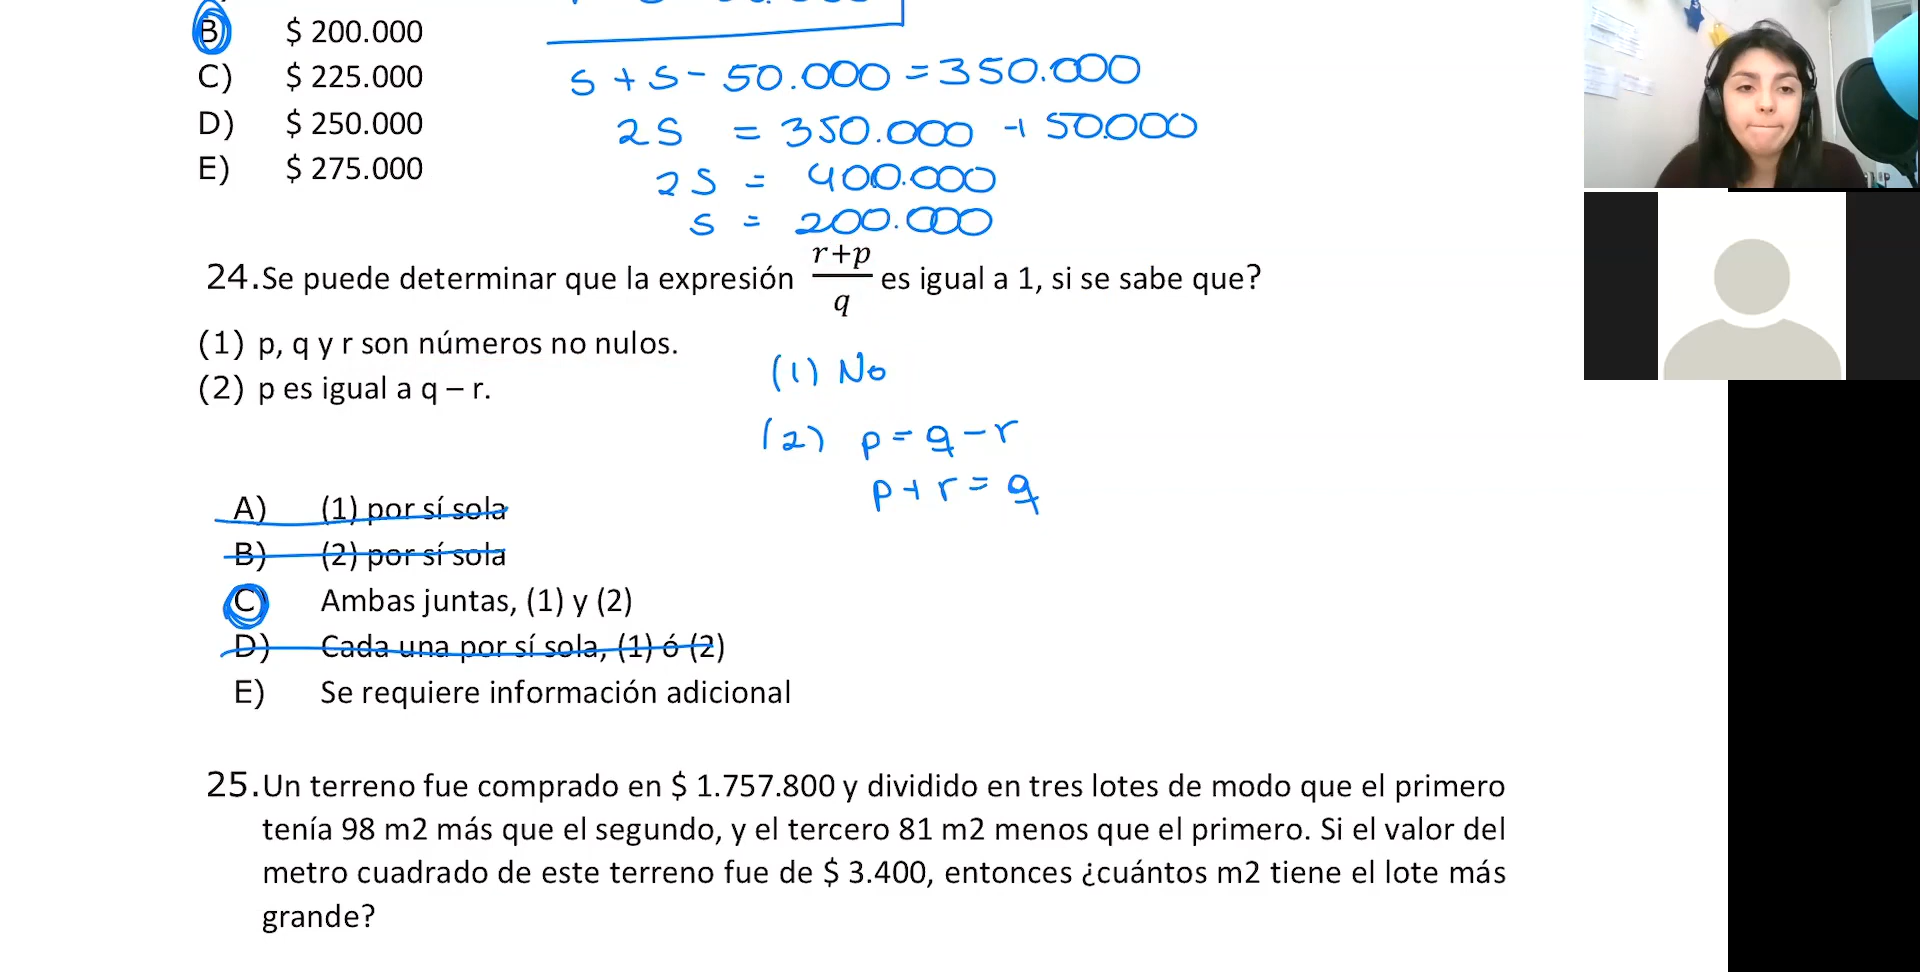 B) $ 200.000
C) $ 225.000
D) $ 250.000
E) $ 275.000
s + s - 50.000 = 350.000
2s = 350.000 + 50.000
2s = 400.000
s = 200.000
24. Se puede determinar que la expresión r+p/q es igual a 1, si se sabe que?
(1) p, q y r son números no nulos.
(2) p es igual a q – r.
(1) No
(2) p = q - r
p + r = q
A) (1) por sí sola
B) (2) por sí sola
C) Ambas juntas, (1) y (2)
D) Cada una por sí sola, (1) ó (2)
E) Se requiere información adicional
25. Un terreno fue comprado en $ 1.757.800 y dividido en tres lotes de modo que el primero
tenía 98 m2 más que el segundo, y el tercero 81 m2 menos que el primero. Si el valor del
metro cuadrado de este terreno fue de $ 3.400, entonces ¿cuántos m2 tiene el lote más
grande?